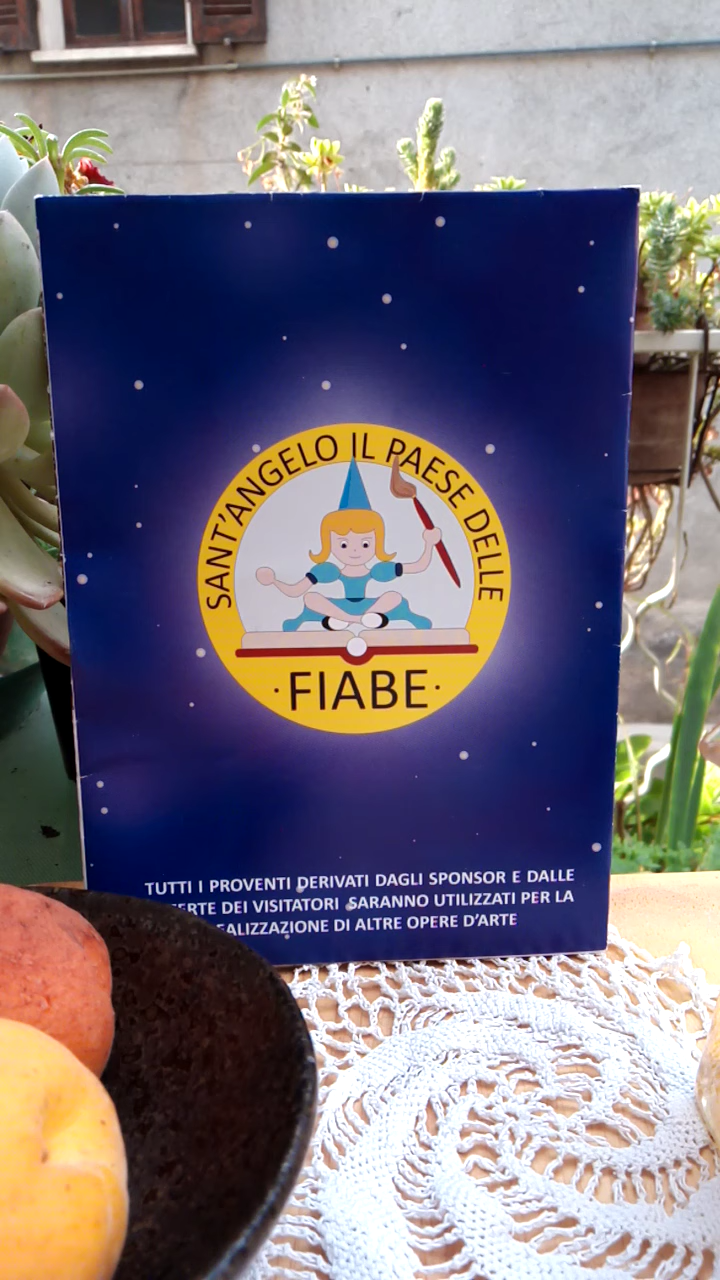 SANT'ANGELO IL PAESE DELLE
·FIABE·
TUTTI I PROVENTI DERIVATI DAGLI SPONSOR E DALLE
ERTE DEI VISITATORI SARANNO UTILIZZATI PER LA
EALIZZAZIONE DI ALTRE OPERE D'ARTE